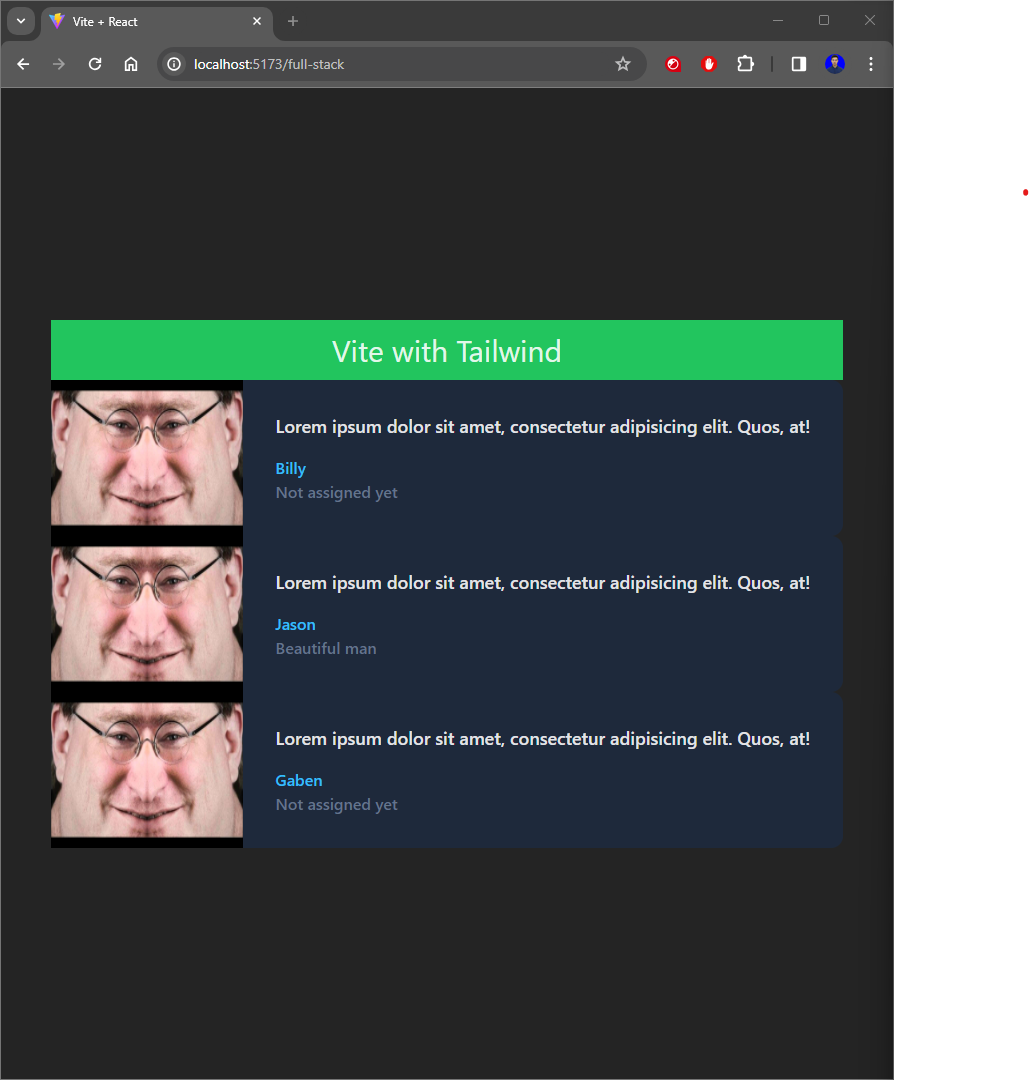 Vite + React
localhost:5173/full-stack
Vite with Tailwind
Lorem ipsum dolor sit amet, consectetur adipisicing elit. Quos, at!
Billy
Not assigned yet
Lorem ipsum dolor sit amet, consectetur adipisicing elit. Quos, at!
Jason
Beautiful man
Lorem ipsum dolor sit amet, consectetur adipisicing elit. Quos, at!
Gaben
Not assigned yet